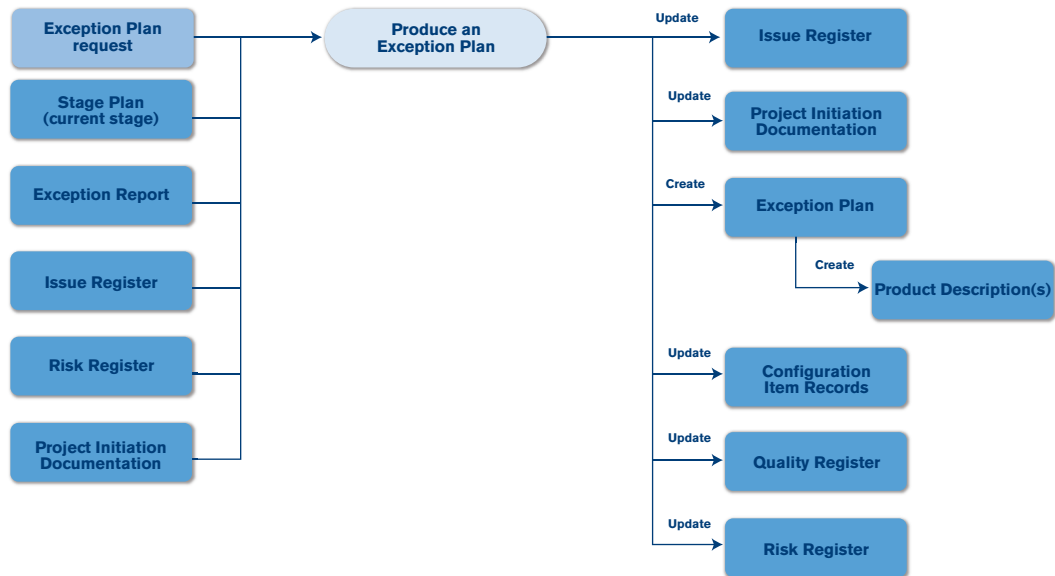 Exception Plan
request
Stage Plan
(current stage)
Exception Report
Issue Register
Risk Register
Project Initiation
Documentation
Produce an
Exception Plan
Update
Issue Register
Update
Project Initiation
Documentation
Create
Exception Plan
Create
Product Description(s)
Update
Configuration
Item Records
Update
Quality Register
Update
Risk Register